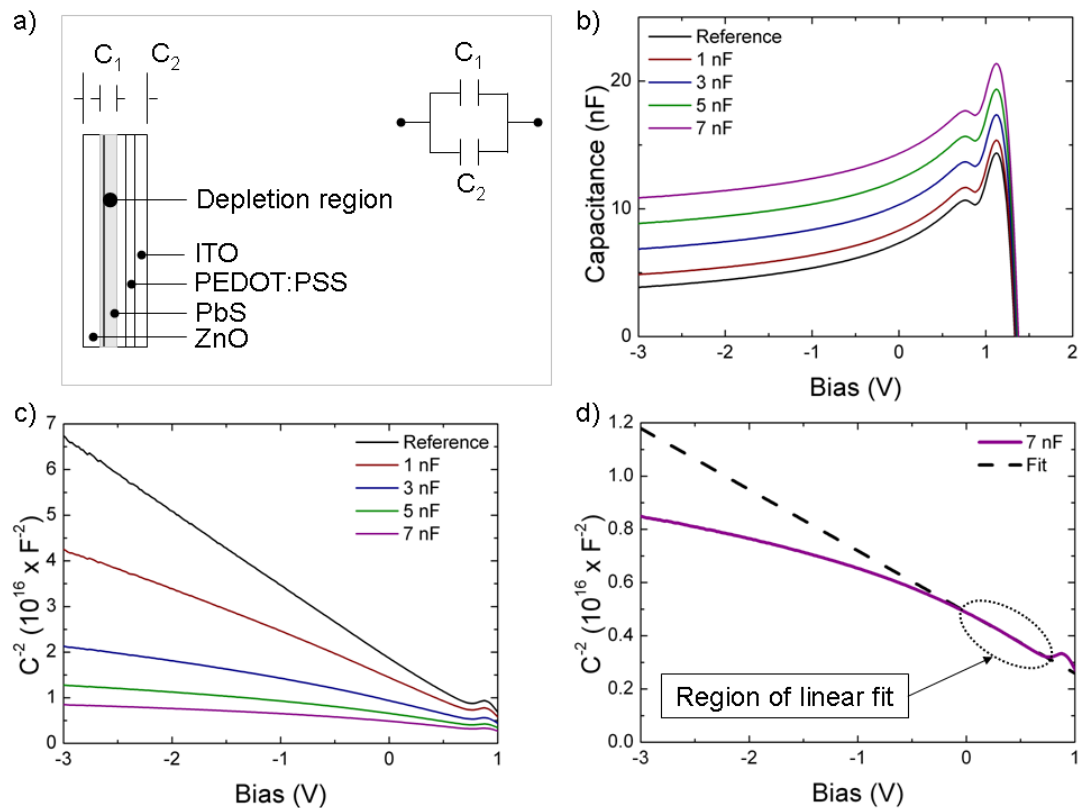 a)
C1 C2
C1
C2
Depletion region
ITO
PEDOT:PSS
PbS
ZnO
b)
Reference
1 nF
3 nF
5 nF
7 nF
Capacitance (nF)
20
10
0
-3 -2 -1 0 1 2
Bias (V)
c)
Reference
1 nF
3 nF
5 nF
7 nF
C-2 (10^16 x F-2)
7
6
5
4
3
2
1
0
-3 -2 -1 0 1
Bias (V)
d)
7 nF
Fit
C-2 (10^16 x F-2)
1.2
1.0
0.8
0.6
0.4
0.2
0.0
Region of linear fit
-3 -2 -1 0 1
Bias (V)